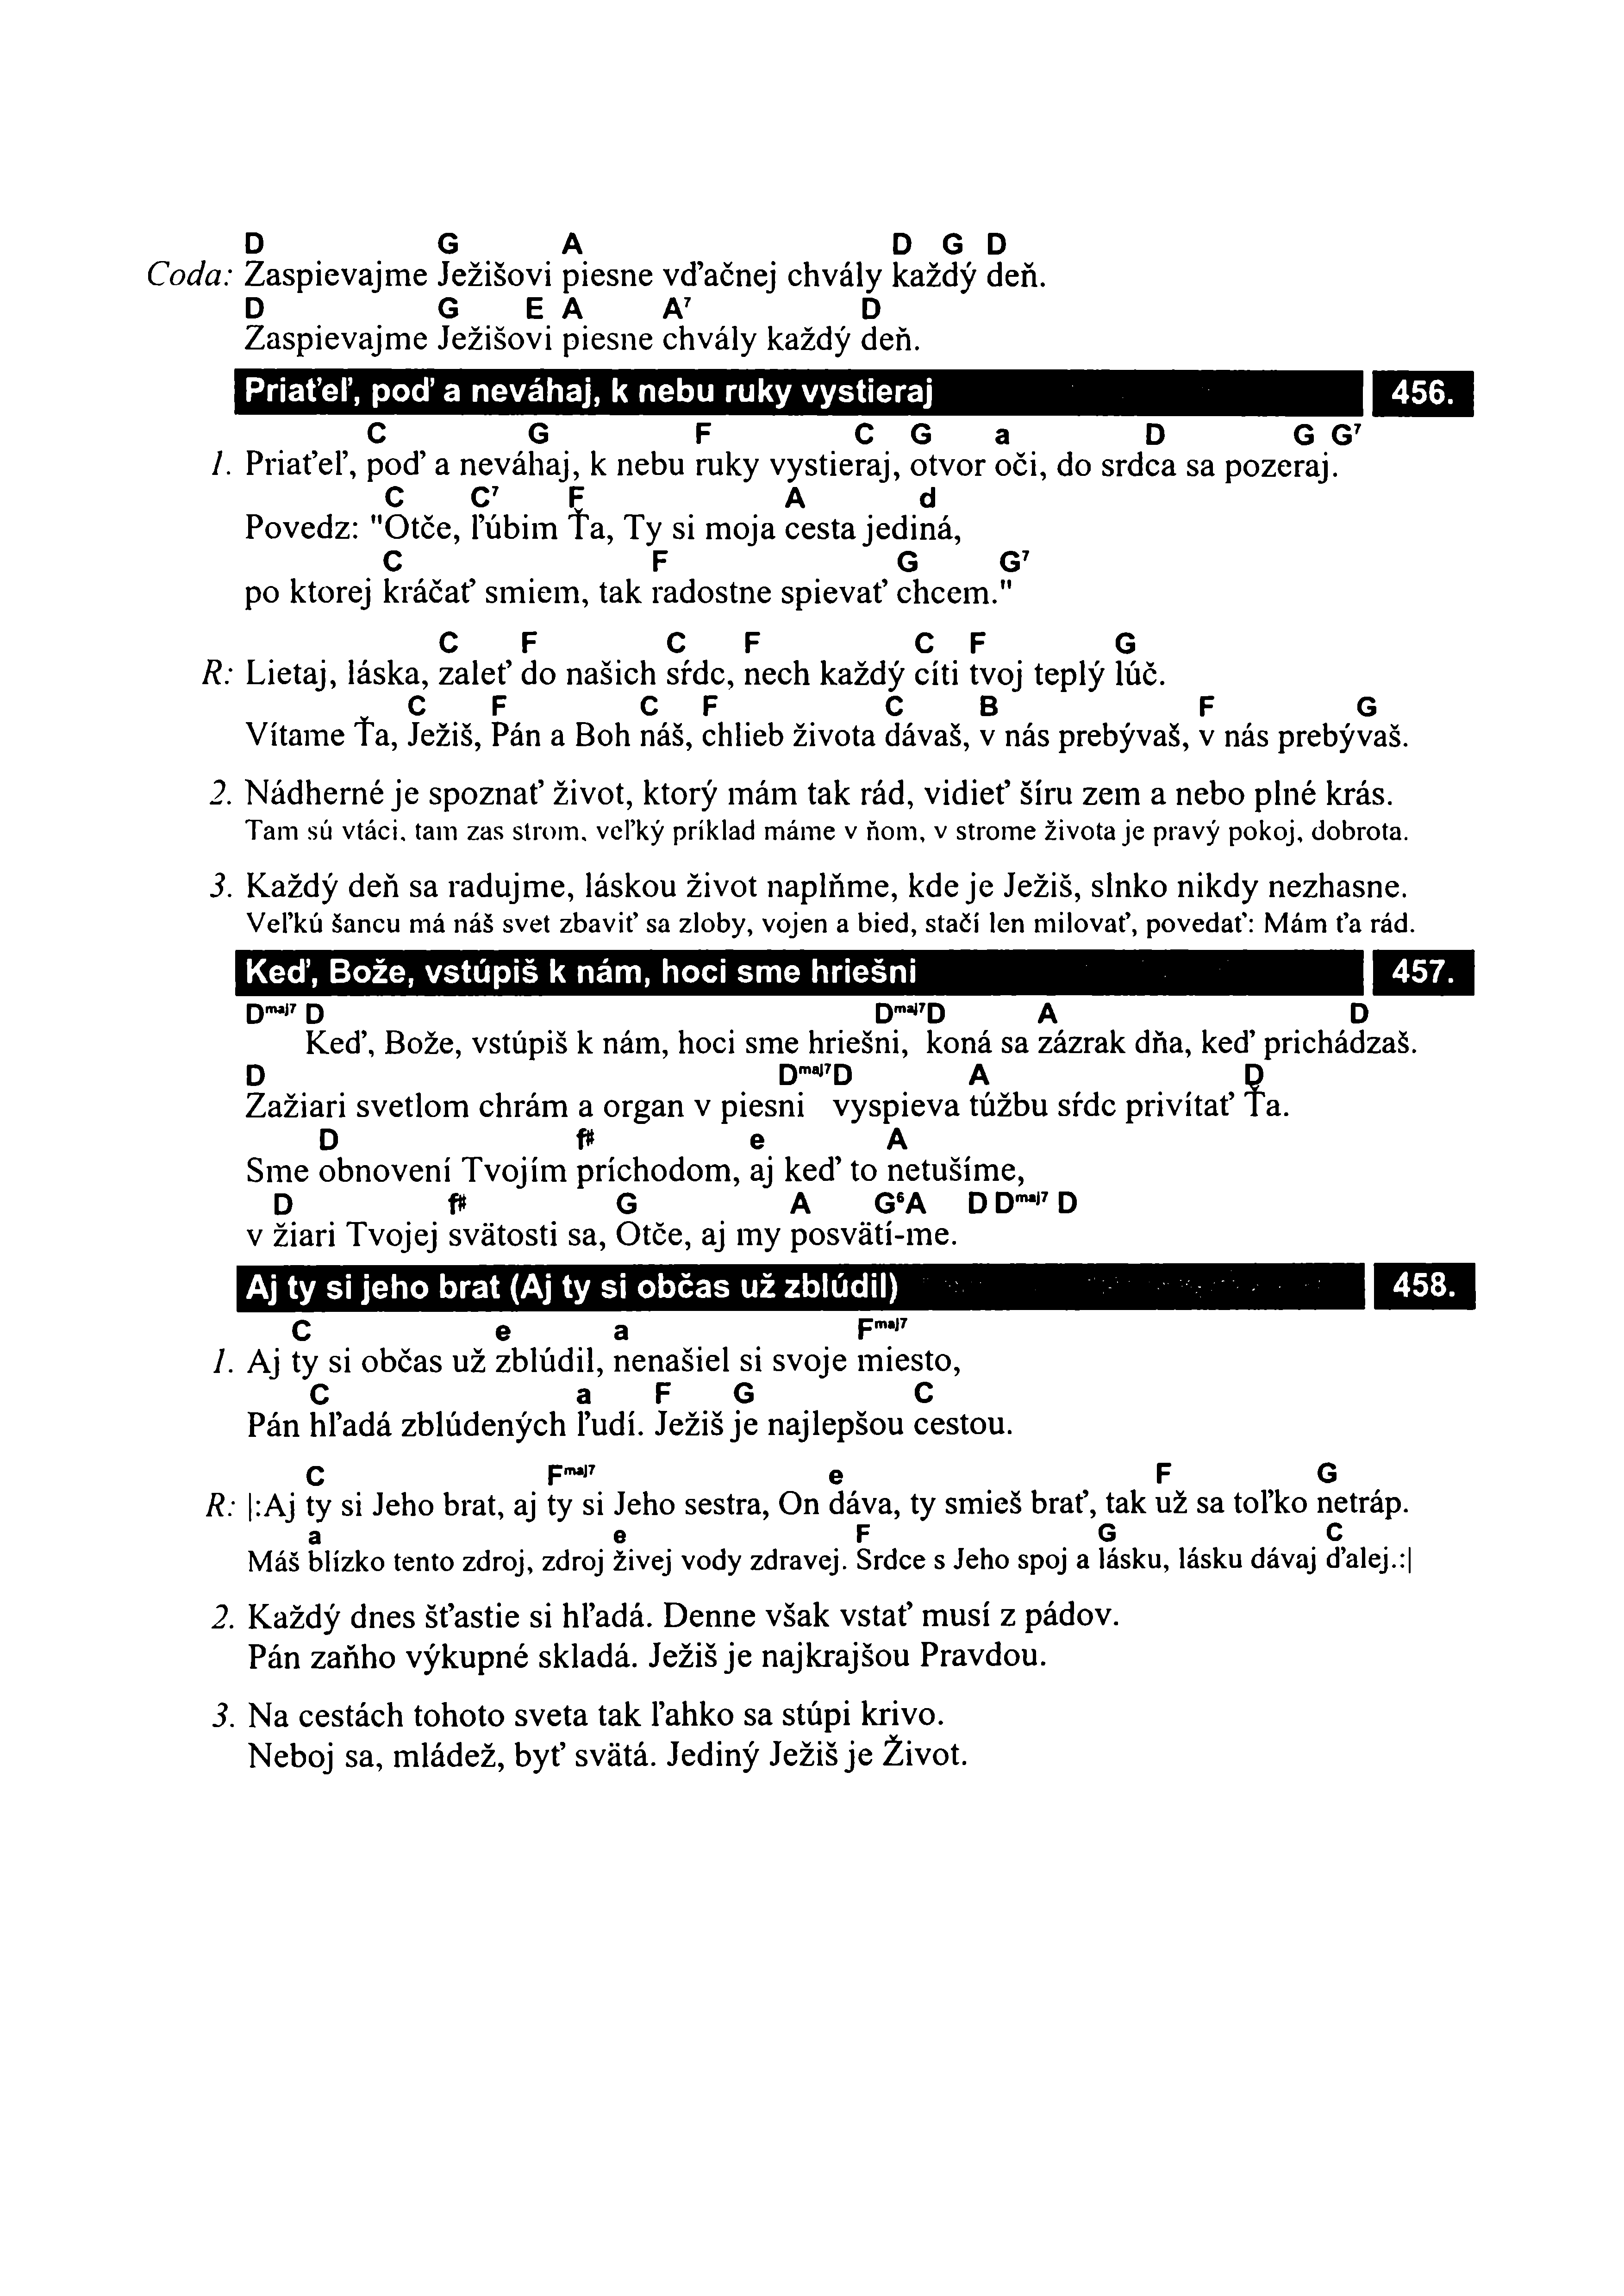 D G A D G D
Coda: Zaspievajme Ježišovi piesne vďačnej chvály každý deň.
D G E A A⁷ D
Zaspievajme Ježišovi piesne chvály každý deň.
Priateľ, poď a neváhaj, k nebu ruky vystieraj 456.
C G F C G a D G G⁷
1. Priateľ, poď a neváhaj, k nebu ruky vystieraj, otvor oči, do srdca sa pozeraj.
C C⁷ F A d
Povedz: "Otče, ľúbim Ťa, Ty si moja cesta jediná,
C F G G⁷
po ktorej kráčať smiem, tak radostne spievať chcem."
C F C F C F G
R: Lietaj, láska, zaleť do našich sŕdc, nech každý cíti tvoj teplý lúč.
C F C F C B F G
Vítame Ťa, Ježiš, Pán a Boh náš, chlieb života dávaš, v nás prebývaš, v nás prebývaš.
2. Nádherné je spoznať život, ktorý mám tak rád, vidieť šíru zem a nebo plné krás.
Tam sú vtáci, tam zas strom, veľký príklad máme v ňom, v strome života je pravý pokoj, dobrota.
3. Každý deň sa radujme, láskou život naplňme, kde je Ježiš, slnko nikdy nezhasne.
Veľkú šancu má náš svet zbaviť sa zloby, vojen a bied, stačí len milovať, povedať: Mám ťa rád.
Keď, Bože, vstúpiš k nám, hoci sme hriešni 457.
Dmaj7 D Dmaj7 D A D
Keď, Bože, vstúpiš k nám, hoci sme hriešni, koná sa zázrak dňa, keď prichádzaš.
D Dmaj7 D A D
Zažiari svetlom chrám a organ v piesni vyspieva túžbu sŕdc privítať Ťa.
D f# e A
Sme obnovení Tvojím príchodom, aj keď to netušíme,
D f# G A G⁶ A D Dmaj7 D
v žiari Tvojej svätosti sa, Otče, aj my posvätí-me.
Aj ty si jeho brat (Aj ty si občas už zblúdil) 458.
C e a Fmaj7
1. Aj ty si občas už zblúdil, nenašiel si svoje miesto,
C a F G C
Pán hľadá zblúdených ľudí. Ježiš je najlepšou cestou.
C Fmaj7 e F G
R: |:Aj ty si Jeho brat, aj ty si Jeho sestra, On dáva, ty smieš brať, tak už sa toľko netráp.
a e F G C
Máš blízko tento zdroj, zdroj živej vody zdravej. Srdce s Jeho spoj a lásku, lásku dávaj ďalej.:|
2. Každý dnes šťastie si hľadá. Denne však vstať musí z pádov.
Pán zaňho výkupné skladá. Ježiš je najkrajšou Pravdou.
3. Na cestách tohoto sveta tak ľahko sa stúpi krivo.
Neboj sa, mládež, byť svätá. Jediný Ježiš je Život.